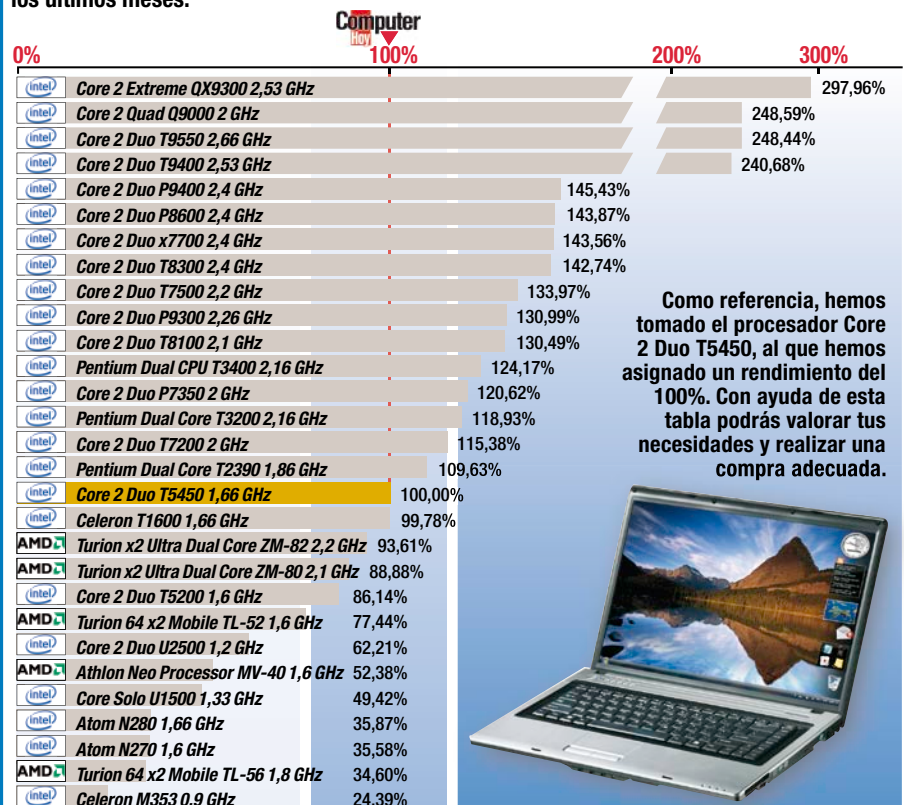 los últimos meses.
Computer
Hoy
0% 100% 200% 300%
intel Core 2 Extreme QX9300 2,53 GHz 297,96%
intel Core 2 Quad Q9000 2 GHz 248,59%
intel Core 2 Duo T9550 2,66 GHz 248,44%
intel Core 2 Duo T9400 2,53 GHz 240,68%
intel Core 2 Duo P9400 2,4 GHz 145,43%
intel Core 2 Duo P8600 2,4 GHz 143,87%
intel Core 2 Duo x7700 2,4 GHz 143,56%
intel Core 2 Duo T8300 2,4 GHz 142,74%
intel Core 2 Duo T7500 2,2 GHz 133,97%
intel Core 2 Duo P9300 2,26 GHz 130,99%
intel Core 2 Duo T8100 2,1 GHz 130,49%
intel Pentium Dual CPU T3400 2,16 GHz 124,17%
intel Core 2 Duo P7350 2 GHz 120,62%
intel Pentium Dual Core T3200 2,16 GHz 118,93%
intel Core 2 Duo T7200 2 GHz 115,38%
intel Pentium Dual Core T2390 1,86 GHz 109,63%
intel Core 2 Duo T5450 1,66 GHz 100,00%
intel Celeron T1600 1,66 GHz 99,78%
AMD Turion x2 Ultra Dual Core ZM-82 2,2 GHz 93,61%
AMD Turion x2 Ultra Dual Core ZM-80 2,1 GHz 88,88%
intel Core 2 Duo T5200 1,6 GHz 86,14%
AMD Turion 64 x2 Mobile TL-52 1,6 GHz 77,44%
intel Core 2 Duo U2500 1,2 GHz 62,21%
AMD Athlon Neo Processor MV-40 1,6 GHz 52,38%
intel Core Solo U1500 1,33 GHz 49,42%
intel Atom N280 1,66 GHz 35,87%
intel Atom N270 1,6 GHz 35,58%
AMD Turion 64 x2 Mobile TL-56 1,8 GHz 34,60%
intel Celeron M353 0,9 GHz 24,39%
Como referencia, hemos
tomado el procesador Core
2 Duo T5450, al que hemos
asignado un rendimiento del
100%. Con ayuda de esta
tabla podrás valorar tus
necesidades y realizar una
compra adecuada.